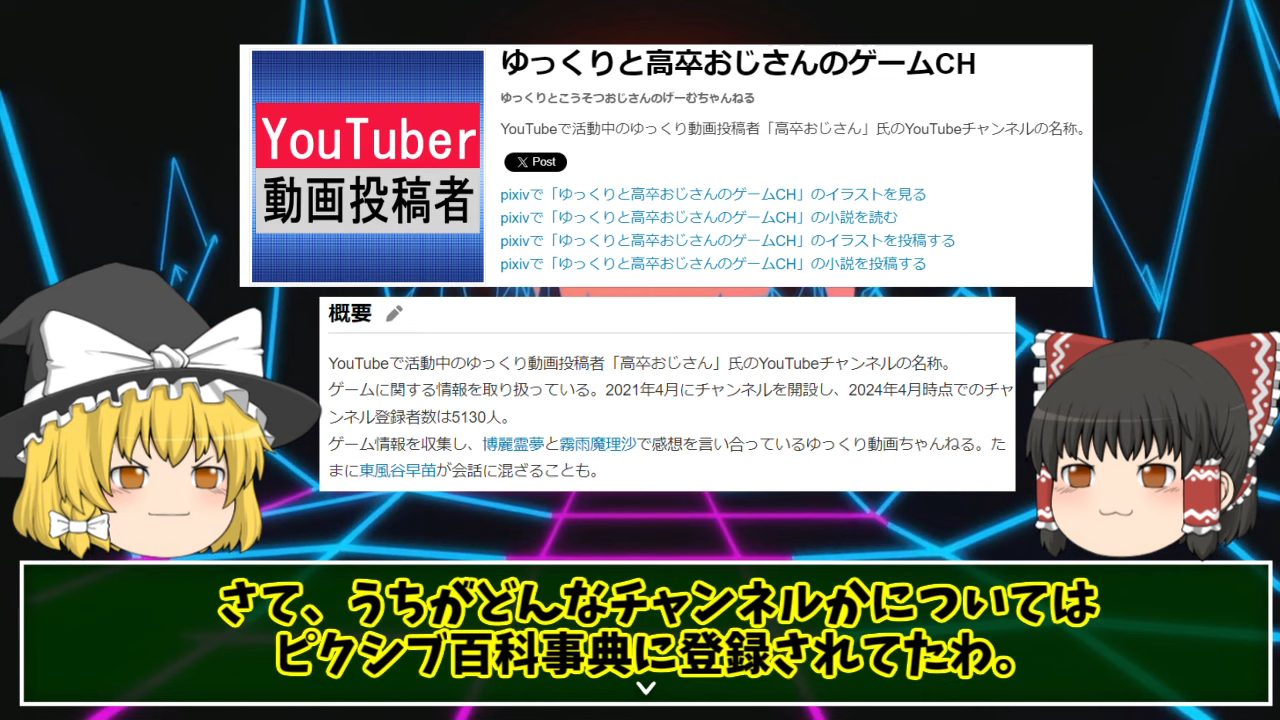 YouTuber
動画投稿者
ゆっくりと高卒おじさんのゲームCH
ゆっくりとこうそつおじさんのげーむちゃんねる
YouTubeで活動中のゆっくり動画投稿者「高卒おじさん」氏のYouTubeチャンネルの名称。
X Post
pixivで「ゆっくりと高卒おじさんのゲームCH」のイラストを見る
pixivで「ゆっくりと高卒おじさんのゲームCH」の小説を読む
pixivで「ゆっくりと高卒おじさんのゲームCH」のイラストを投稿する
pixivで「ゆっくりと高卒おじさんのゲームCH」の小説を投稿する
概要
YouTubeで活動中のゆっくり動画投稿者「高卒おじさん」氏のYouTubeチャンネルの名称。
ゲームに関する情報を取り扱っている。2021年4月にチャンネルを開設し、2024年4月時点でのチャ
ンネル登録者数は5130人。
ゲーム情報を収集し、博麗霊夢と霧雨魔理沙で感想を言い合っているゆっくり動画ちゃんねる。た
まに東風谷早苗が会話に混ざることも。
さて、うちがどんなチャンネルかについては
ピクシブ百科事典に登録されてたわ。